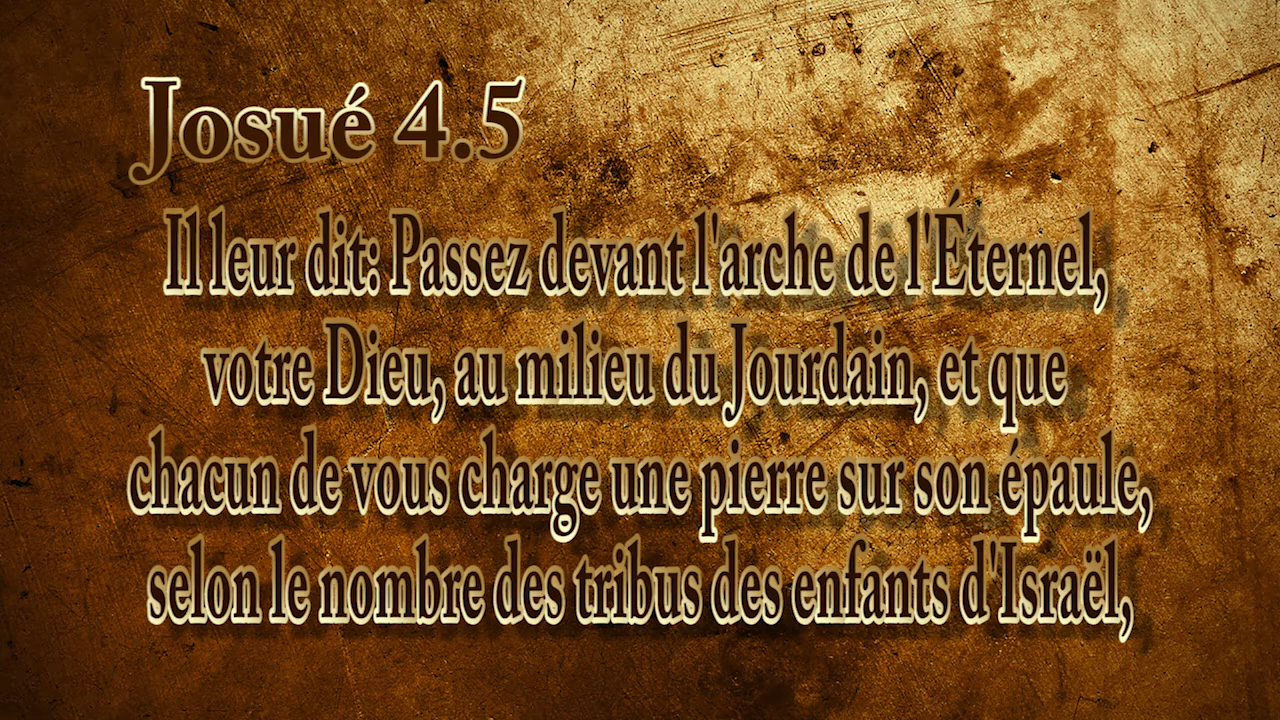 Josué 4.5
Il leur dit: Passez devant l'arche de l'Éternel,
votre Dieu, au milieu du Jourdain, et que
chacun de vous charge une pierre sur son épaule,
selon le nombre des tribus des enfants d'Israël,